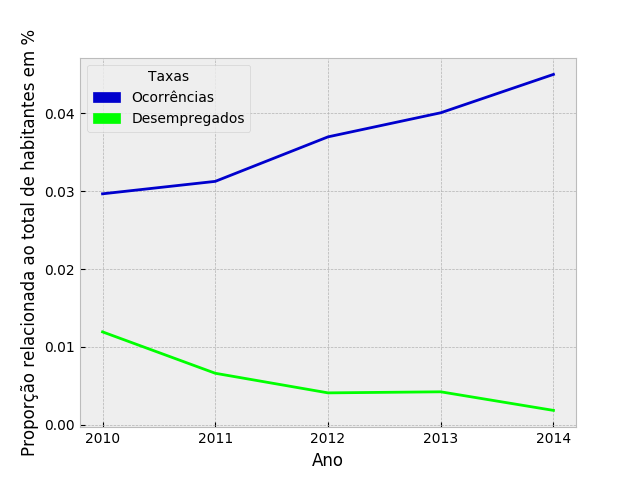 Proporção relacionada ao total de habitantes em %
Taxas
Ocorrências
Desempregados
0.04
0.03
0.02
0.01
0.00
2010 2011 2012 2013 2014
Ano